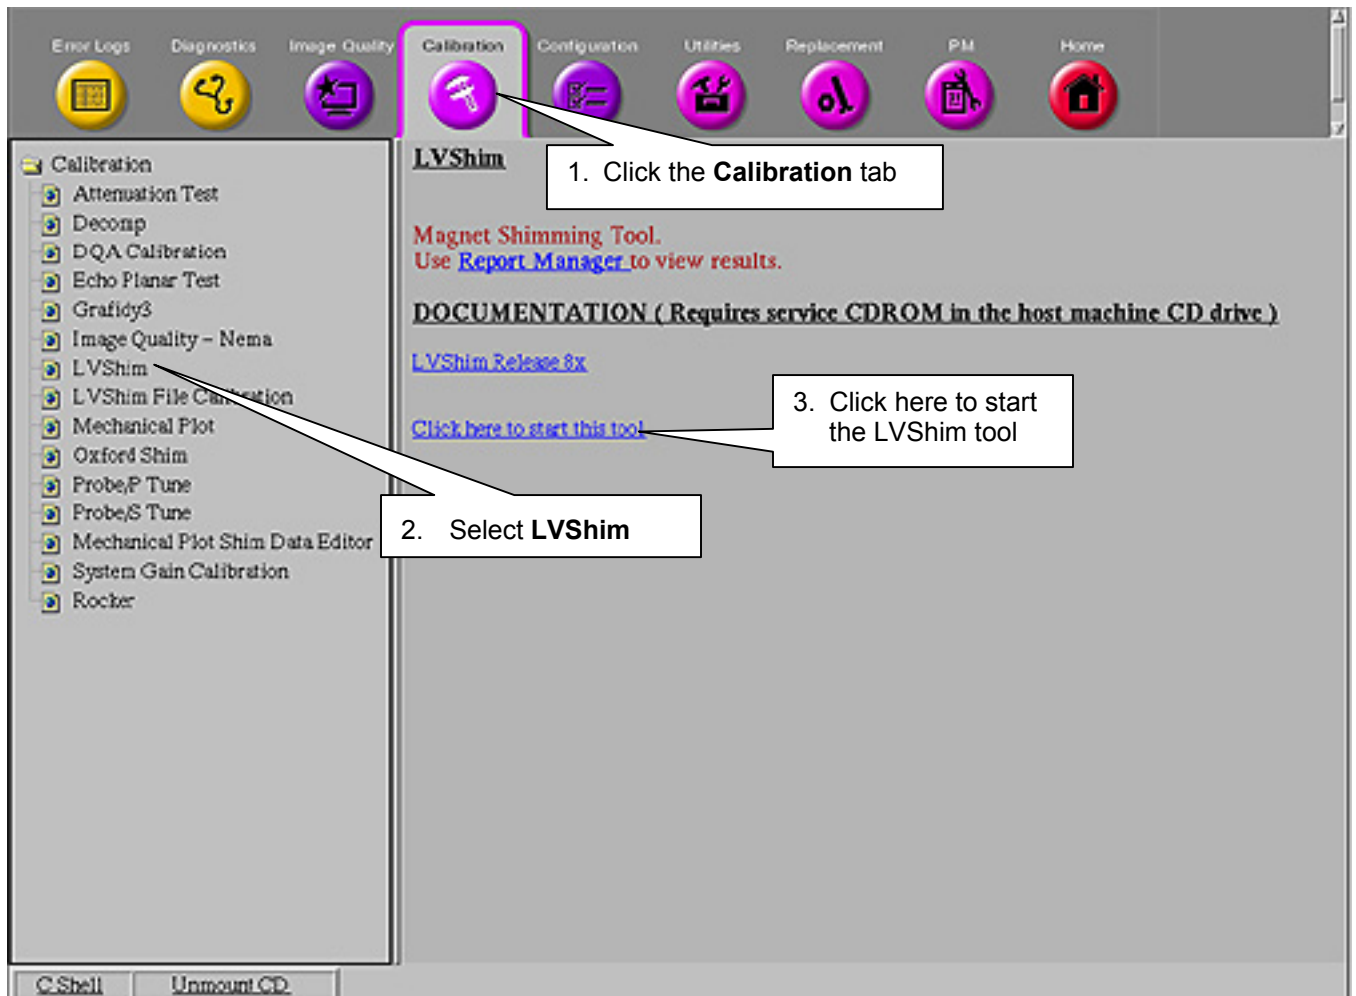 Error Logs Diagnostics Image Quality Calibration Configuration Utilities Replacement PM Home
Calibration
Attenuation Test
Decomp
DQA Calibration
Echo Planar Test
Grafidy3
Image Quality – Nema
LVShim
LVShim File Calibration
Mechanical Plot
Oxford Shim
Probe/P Tune
Probe/S Tune
Mechanical Plot Shim Data Editor
System Gain Calibration
Rocker
LVShim
1. Click the Calibration tab
Magnet Shimming Tool.
Use Report Manager to view results.
DOCUMENTATION ( Requires service CDROM in the host machine CD drive )
LVShim Release 8x
Click here to start this tool
3. Click here to start
the LVShim tool
2. Select LVShim
C Shell Unmount CD